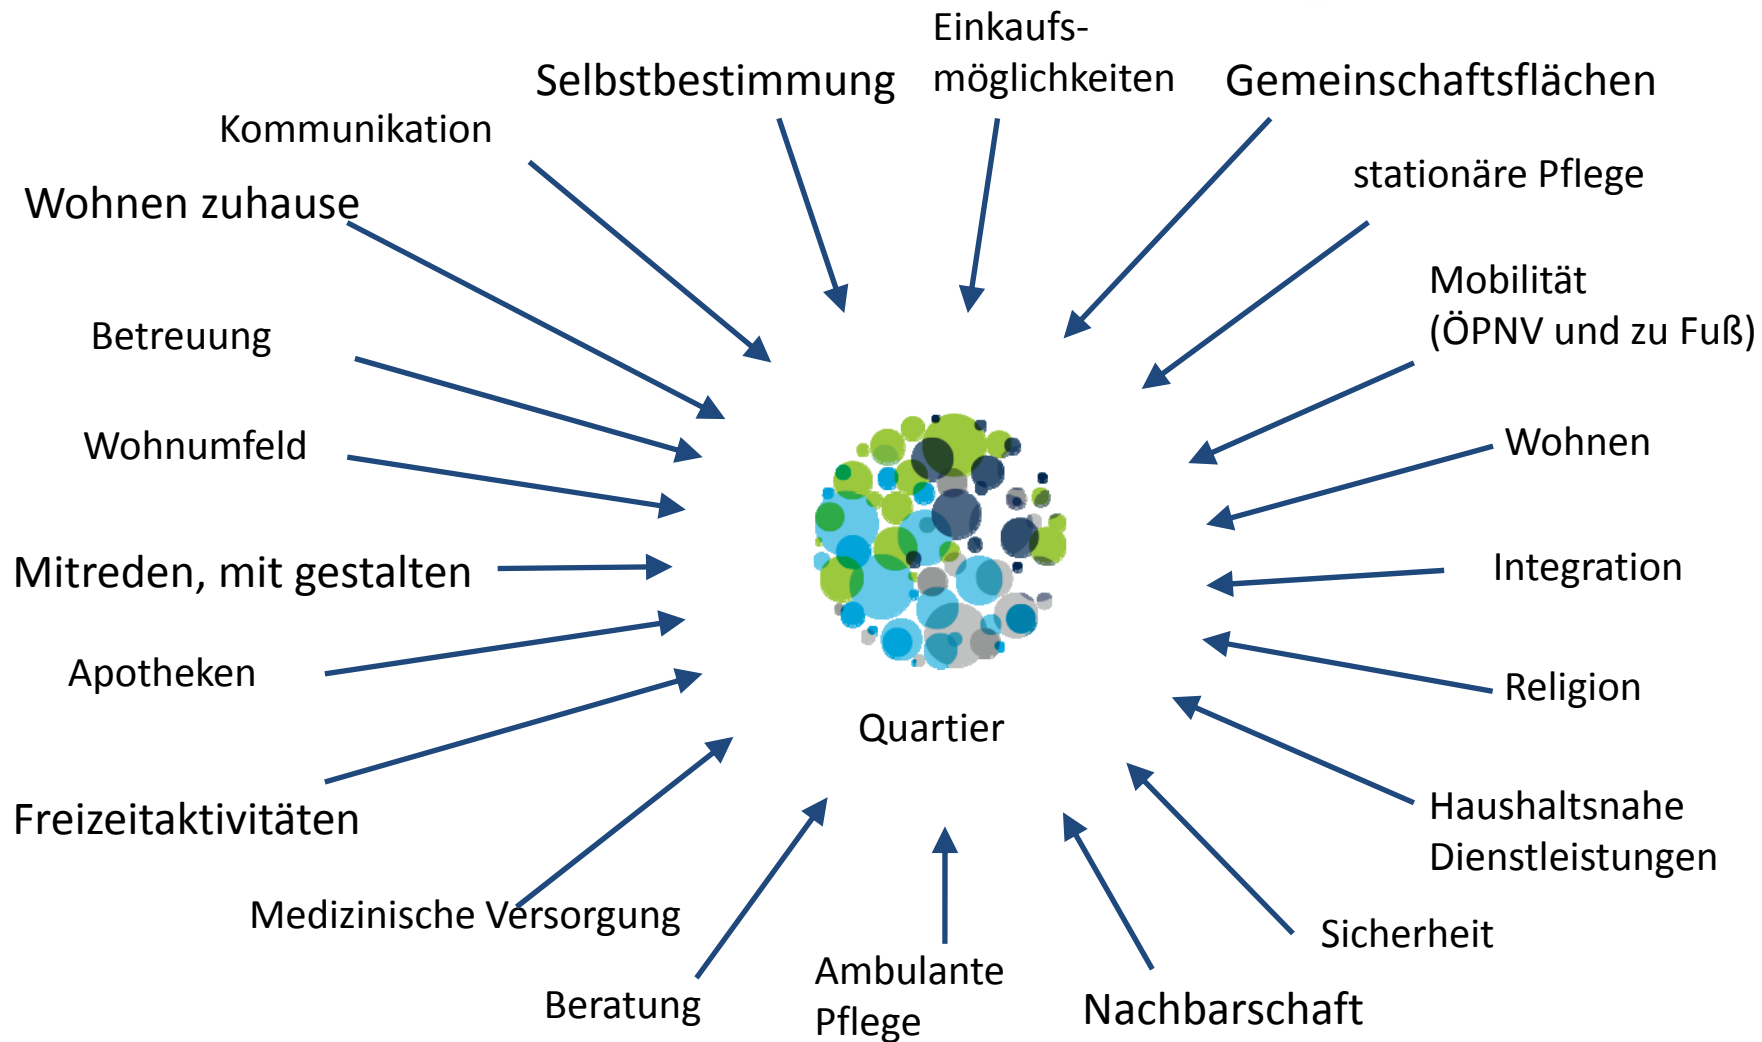 Einkaufs-
möglichkeiten
Selbstbestimmung
Gemeinschaftsflächen
Kommunikation
stationäre Pflege
Wohnen zuhause
Mobilität
(ÖPNV und zu Fuß)
Betreuung
Wohnumfeld
Wohnen
Mitreden, mit gestalten
Integration
Apotheken
Religion
Quartier
Freizeitaktivitäten
Haushaltsnahe
Dienstleistungen
Medizinische Versorgung
Sicherheit
Beratung
Ambulante
Pflege
Nachbarschaft